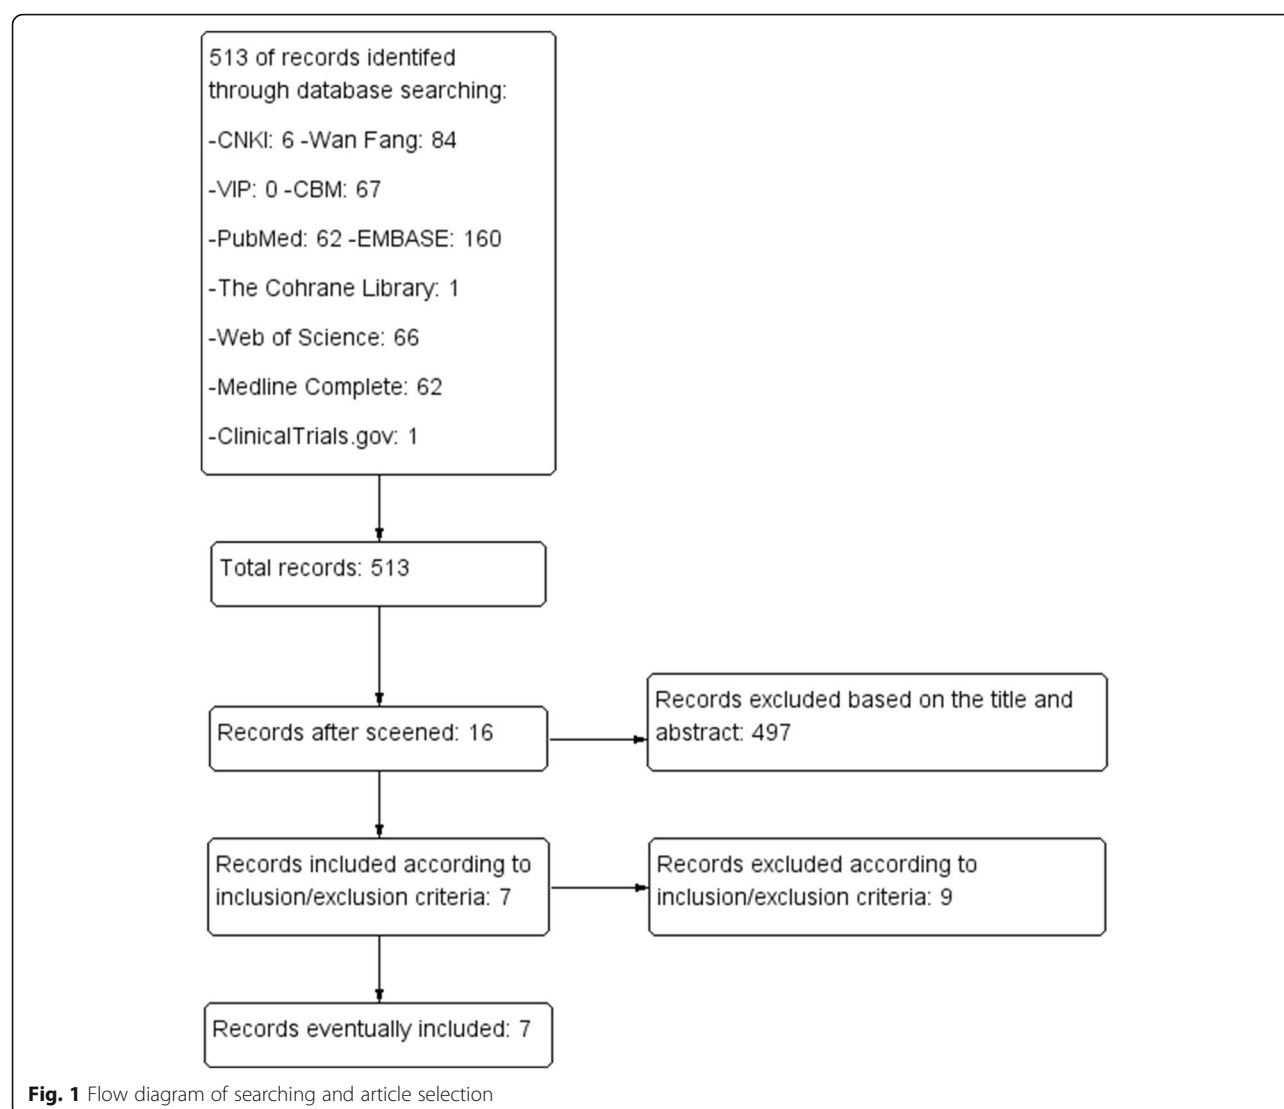 513 of records identifed
through database searching:
-CNKI: 6 -Wan Fang: 84
-VIP: 0 -CBM: 67
-PubMed: 62 -EMBASE: 160
-The Cohrane Library: 1
-Web of Science: 66
-Medline Complete: 62
-ClinicalTrials.gov: 1
Total records: 513
Records after sceened: 16
Records excluded based on the title and
abstract: 497
Records included according to
inclusion/exclusion criteria: 7
Records excluded according to
inclusion/exclusion criteria: 9
Records eventually included: 7
Fig. 1 Flow diagram of searching and article selection